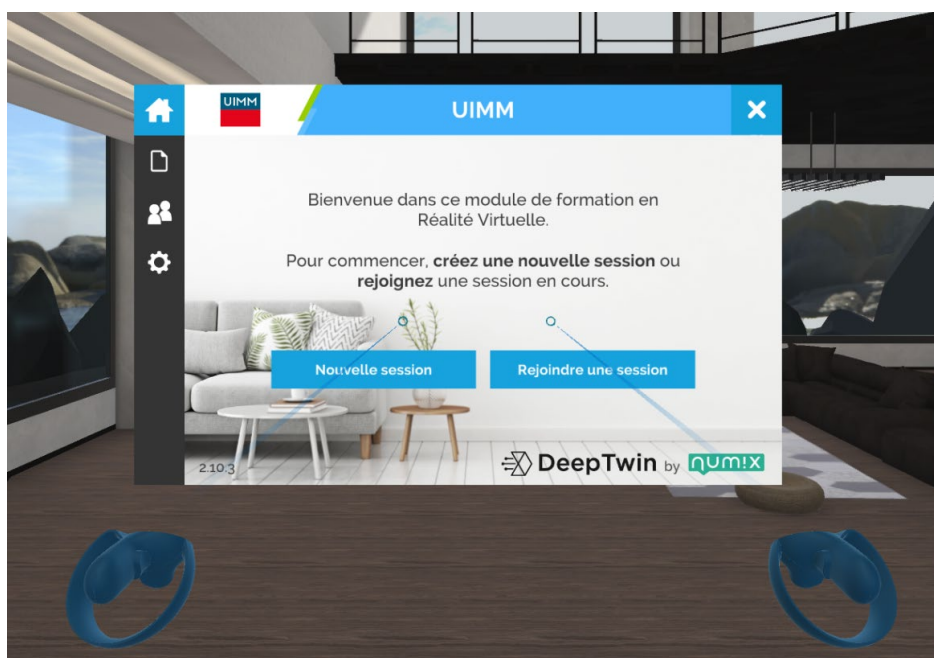 UIMM
UIMM
Bienvenue dans ce module de formation en
Réalité Virtuelle.
Pour commencer, créez une nouvelle session ou
rejoignez une session en cours.
Nouvelle session
Rejoindre une session
2.10.3
DeepTwin by num!x